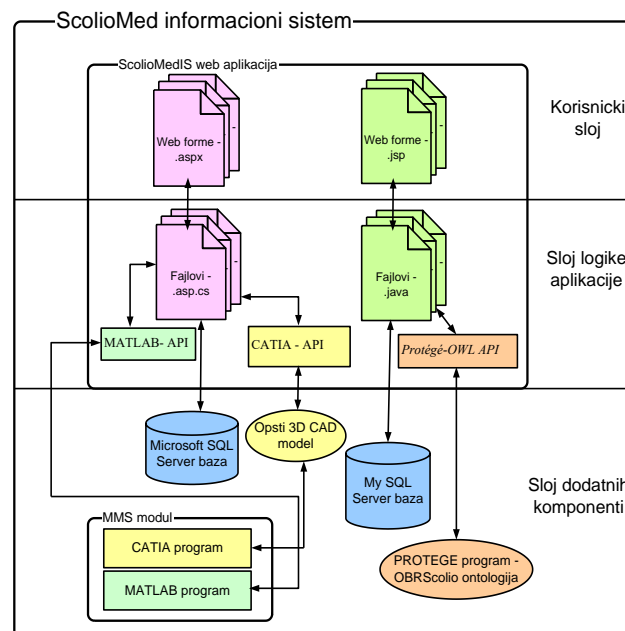 ScolioMed informacioni sistem
ScolioMedIS web aplikacija
Web forme -
.aspx
Web forme -
.jsp
Korisnicki
sloj
Fajlovi -
.asp.cs
Fajlovi -
.java
Sloj logike
aplikacije
MATLAB- API
CATIA - API
Protégé-OWL API
Microsoft SQL
Server baza
Opsti 3D CAD
model
My SQL
Server baza
Sloj dodatnih
komponenti
MMS modul
CATIA program
MATLAB program
PROTEGE program -
OBRScolio ontologija